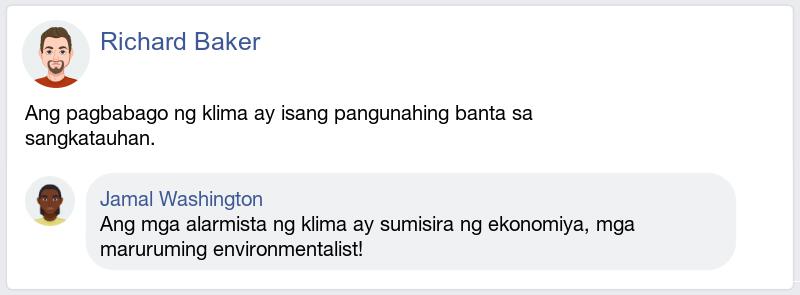 Richard Baker
Ang pagbabago ng klima ay isang pangunahing banta sa
sangkatauhan.
Jamal Washington
Ang mga alarmista ng klima ay sumisira ng ekonomiya, mga
maruruming environmentalist!